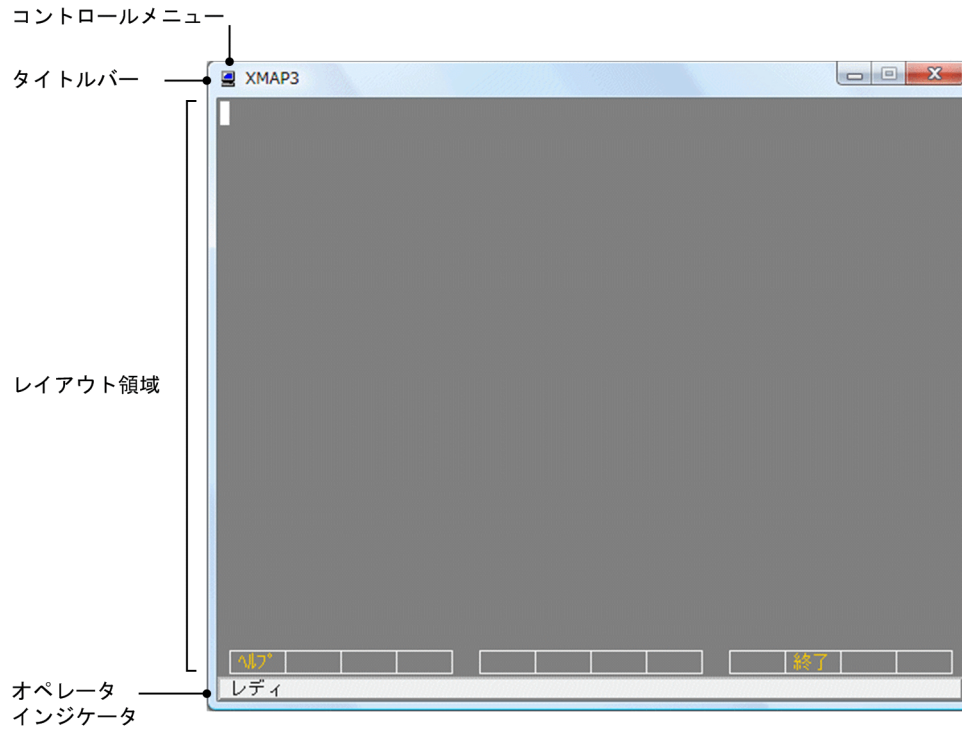 コントロールメニュー
タイトルバー
XMAP3
レイアウト領域
ﾍﾙﾌﾟ 終了
オペレータ
インジケータ
レディ